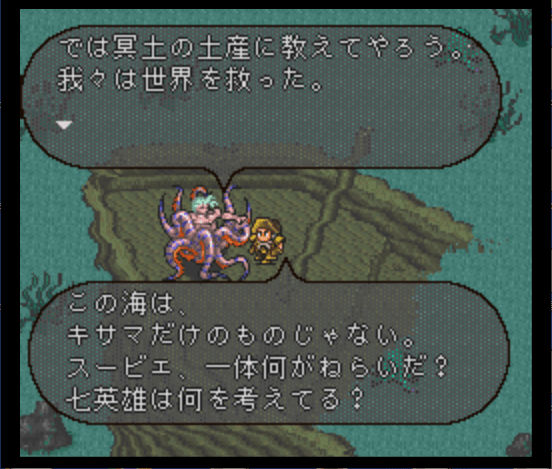 では冥土の土産に教えてやろう。
我々は世界を救った。
この海は、
キサマだけのものじゃない。
スービエ、一体何がねらいだ？
七英雄は何を考えてる？